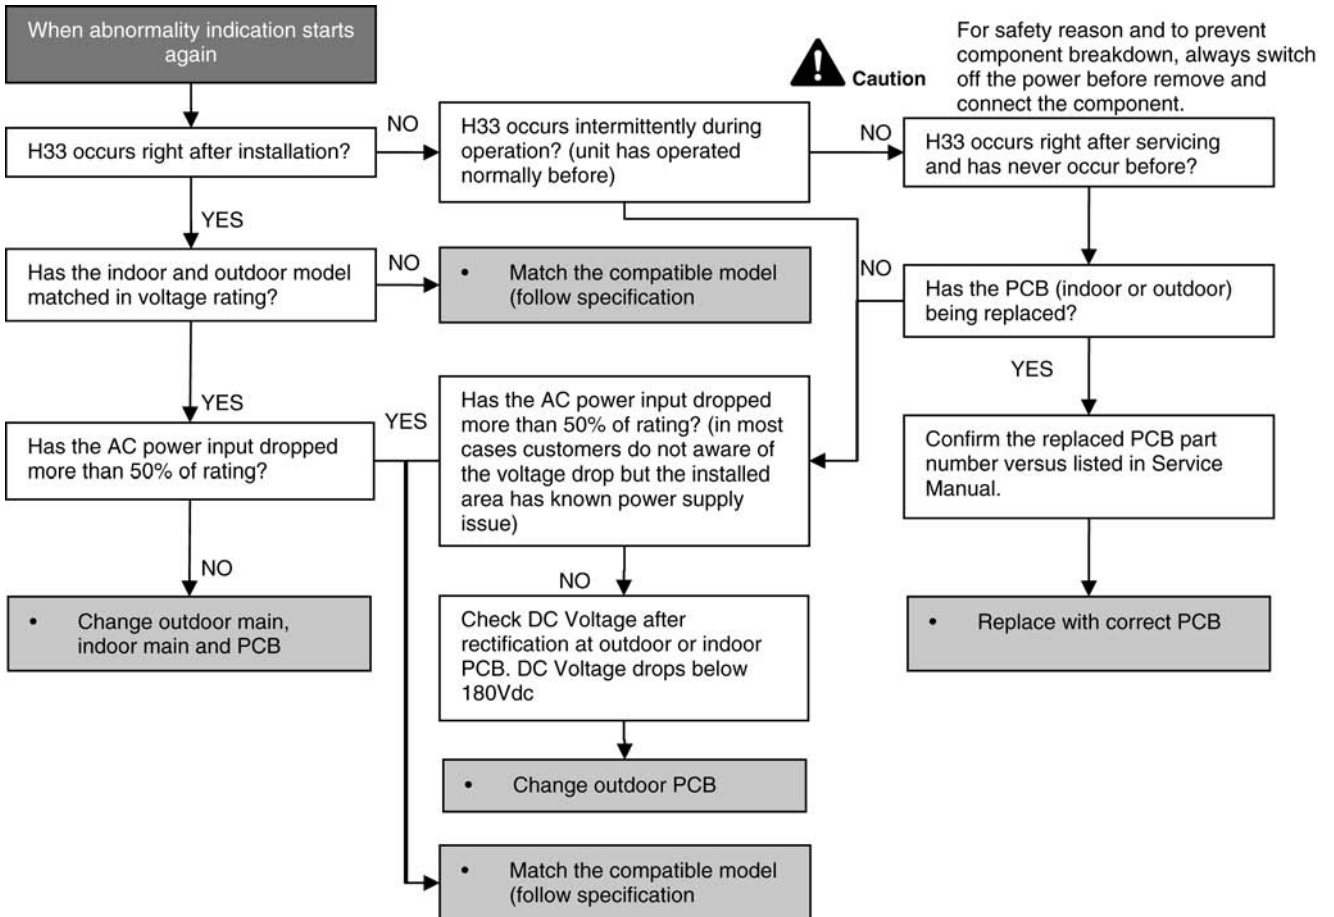 When abnormality indication starts
again
Caution
For safety reason and to prevent
component breakdown, always switch
off the power before remove and
connect the component.
H33 occurs right after installation?
NO
H33 occurs intermittently during
operation? (unit has operated
normally before)
NO
H33 occurs right after servicing
and has never occur before?
YES
Has the indoor and outdoor model
matched in voltage rating?
NO
• Match the compatible model
(follow specification
NO
Has the PCB (indoor or outdoor)
being replaced?
YES
YES
Has the AC power input dropped
more than 50% of rating?
YES
Has the AC power input dropped
more than 50% of rating? (in most
cases customers do not aware of
the voltage drop but the installed
area has known power supply
issue)
Confirm the replaced PCB part
number versus listed in Service
Manual.
NO
NO
• Change outdoor main,
indoor main and PCB
Check DC Voltage after
rectification at outdoor or indoor
PCB. DC Voltage drops below
180Vdc
• Replace with correct PCB
• Change outdoor PCB
• Match the compatible model
(follow specification